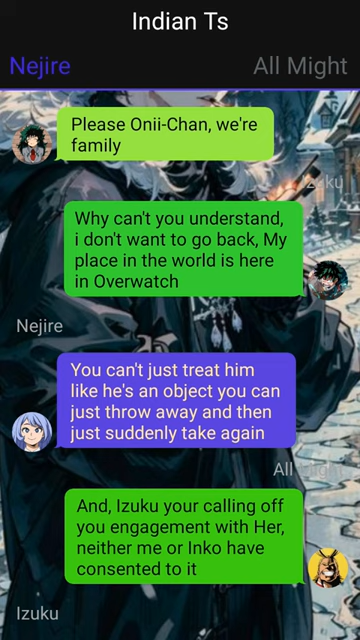 Indian Ts
Nejire
All Might
Please Onii-Chan, we're
family
Izuku
Why can't you understand,
i don't want to go back, My
place in the world is here
in Overwatch
Nejire
You can't just treat him
like he's an object you can
just throw away and then
just suddenly take again
All Might
And, Izuku your calling off
you engagement with Her,
neither me or Inko have
consented to it
Izuku